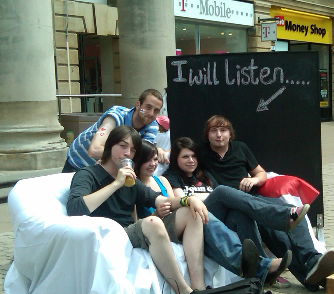 T··Mobile·
Money Shop
I will listen.....